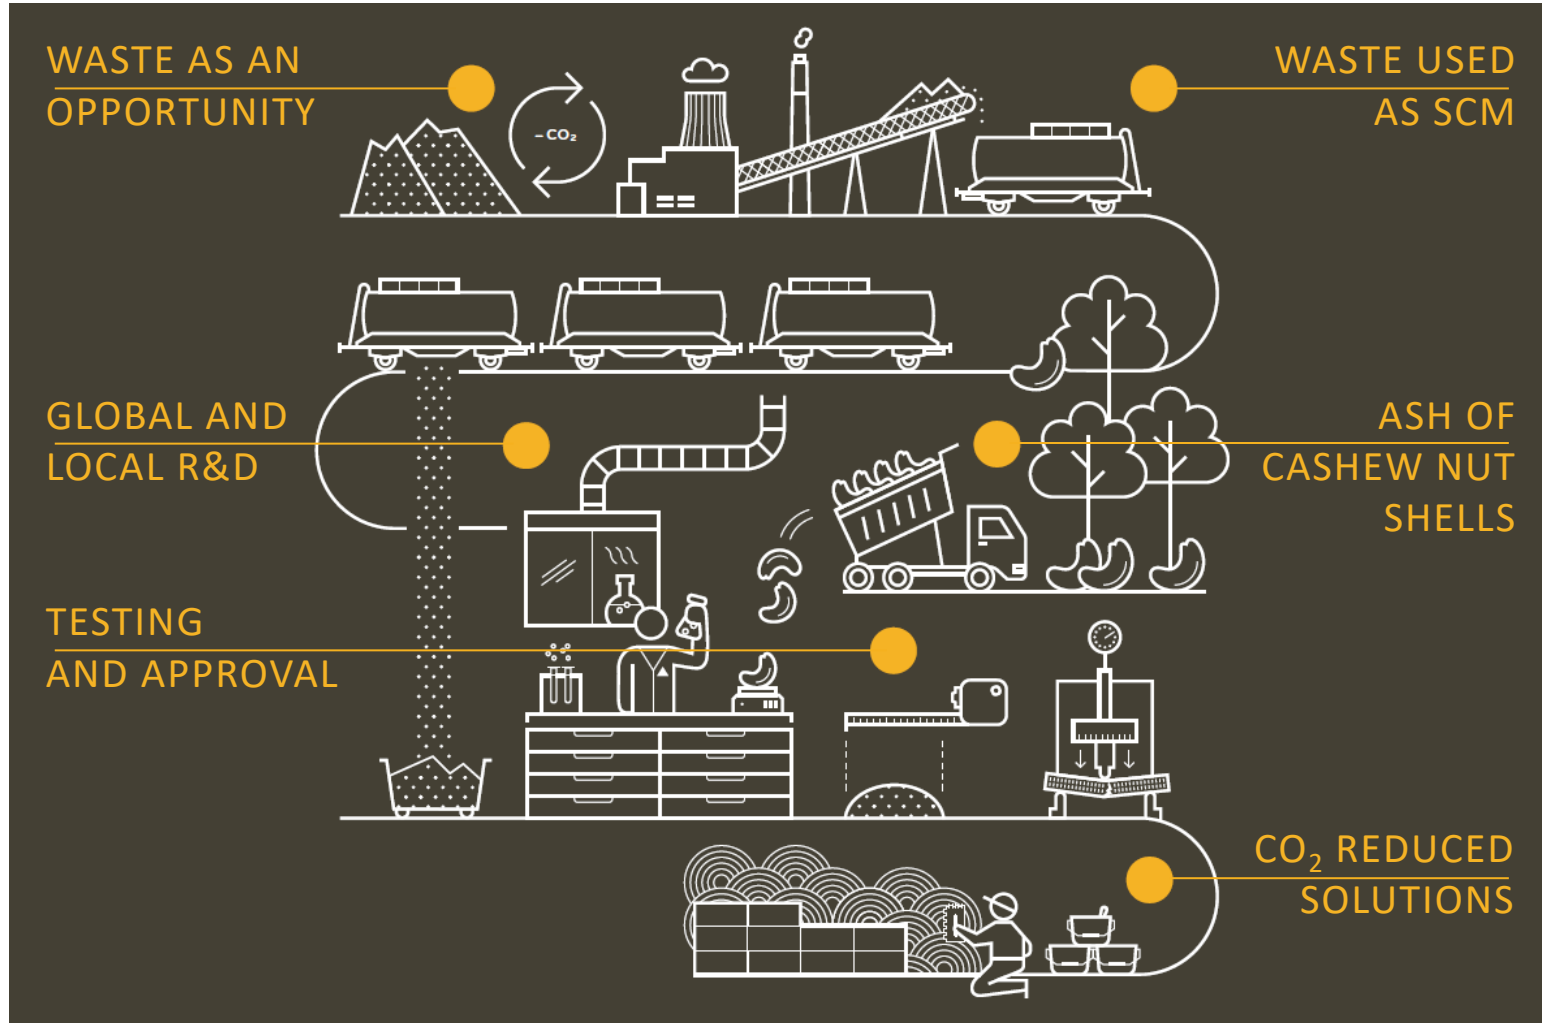 WASTE AS AN
OPPORTUNITY
– CO₂
WASTE USED
AS SCM
GLOBAL AND
LOCAL R&D
ASH OF
CASHEW NUT
SHELLS
TESTING
AND APPROVAL
CO₂ REDUCED
SOLUTIONS